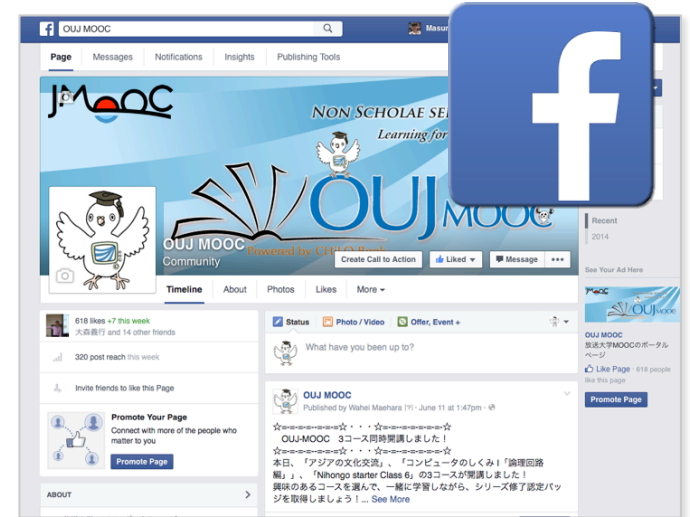 OUJ MOOC
Page Messages Notifications Insights Publishing Tools
JMOOC
NON SCHOLAE
Learning for
OUJ MOOC
OUJ MOOC
Powered by CHiLO Book
Community
Create Call to Action
Liked
Message
Timeline About Photos Likes More
Recent
2014
See Your Ad Here
618 likes +7 this week
大森義行 and 14 other friends
320 post reach this week
Invite friends to like this Page
Promote Your Page
Connect with more of the people who
matter to you
Promote Page
ABOUT
Status Photo / Video Offer, Event +
What have you been up to?
OUJ MOOC
Published by Wahei Maehara [?] · June 11 at 1:47pm ·
☆=-=-=-=-=-=☆・・・☆=-=-=-=-=-=-☆
OUJ-MOOC 3コース同時開講しました！
☆=-=-=-=-=-=☆・・・☆=-=-=-=-=-=-☆
本日、「アジアの文化交流」、「コンピュータのしくみ I「論理回路
編」」、「Nihongo starter Class 6」の3コースが開講しました！
興味のあるコースを選んで、一緒に学習しながら、シリーズ修了認定バッ
ジを取得しましょう！... See More
JMOOC
OUJ MOOC
OUJ MOOC
放送大学MOOCのポータル
ページ
Like Page · 618 people
like this page
Promote Page